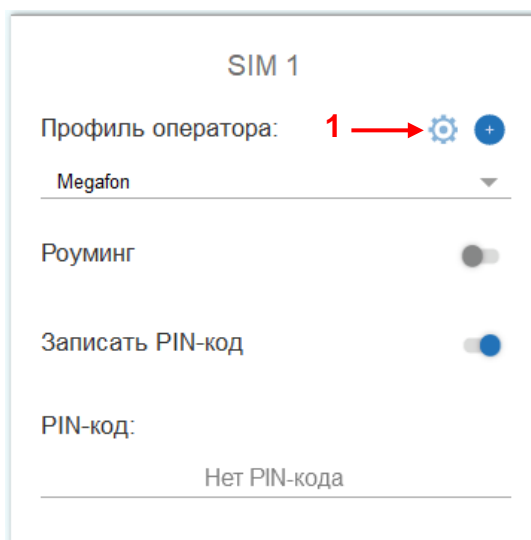 SIM 1
Профиль оператора: 1 +
Megafon
Роуминг
Записать PIN-код
PIN-код:
Нет PIN-кода